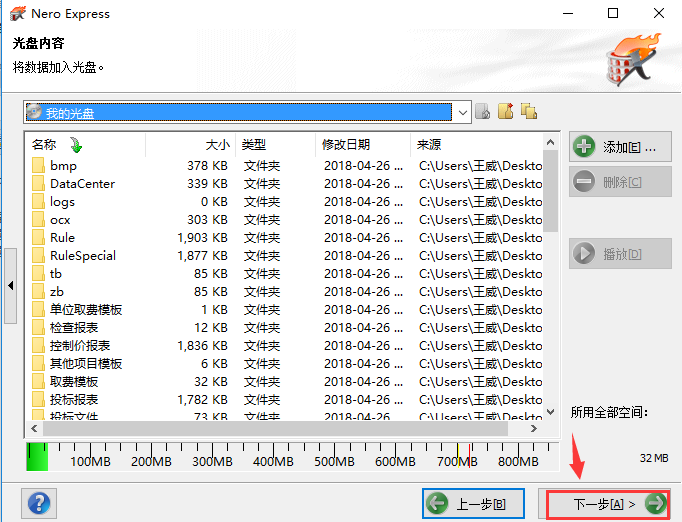 Nero Express
光盘内容
将数据加入光盘。
我的光盘
名称 大小 类型 修改日期 来源
bmp 378 KB 文件夹 2018-04-26 ... C:\Users\王威\Deskto
DataCenter 339 KB 文件夹 2018-04-26 ... C:\Users\王威\Deskto
logs 0 KB 文件夹 2018-04-26 ... C:\Users\王威\Deskto
ocx 303 KB 文件夹 2018-04-26 ... C:\Users\王威\Deskto
Rule 1,903 KB 文件夹 2018-04-26 ... C:\Users\王威\Deskto
RuleSpecial 1,877 KB 文件夹 2018-04-26 ... C:\Users\王威\Deskto
tb 85 KB 文件夹 2018-04-26 ... C:\Users\王威\Deskto
zb 85 KB 文件夹 2018-04-26 ... C:\Users\王威\Deskto
单位取费模板 1 KB 文件夹 2018-04-26 ... C:\Users\王威\Deskto
检查报表 12 KB 文件夹 2018-04-26 ... C:\Users\王威\Deskto
控制价报表 1,836 KB 文件夹 2018-04-26 ... C:\Users\王威\Deskto
其他项目模板 6 KB 文件夹 2018-04-26 ... C:\Users\王威\Deskto
取费模板 32 KB 文件夹 2018-04-26 ... C:\Users\王威\Deskto
投标报表 1,782 KB 文件夹 2018-04-26 ... C:\Users\王威\Deskto
投标文件 73 KB 文件夹 2018-04-26 ... C:\Users\王威\Deskto
添加[E] ...
删除[C]
播放[D]
所用全部空间:
32 MB
100MB 200MB 300MB 400MB 500MB 600MB 700MB 800MB
上一步[B]
下一步[A] >